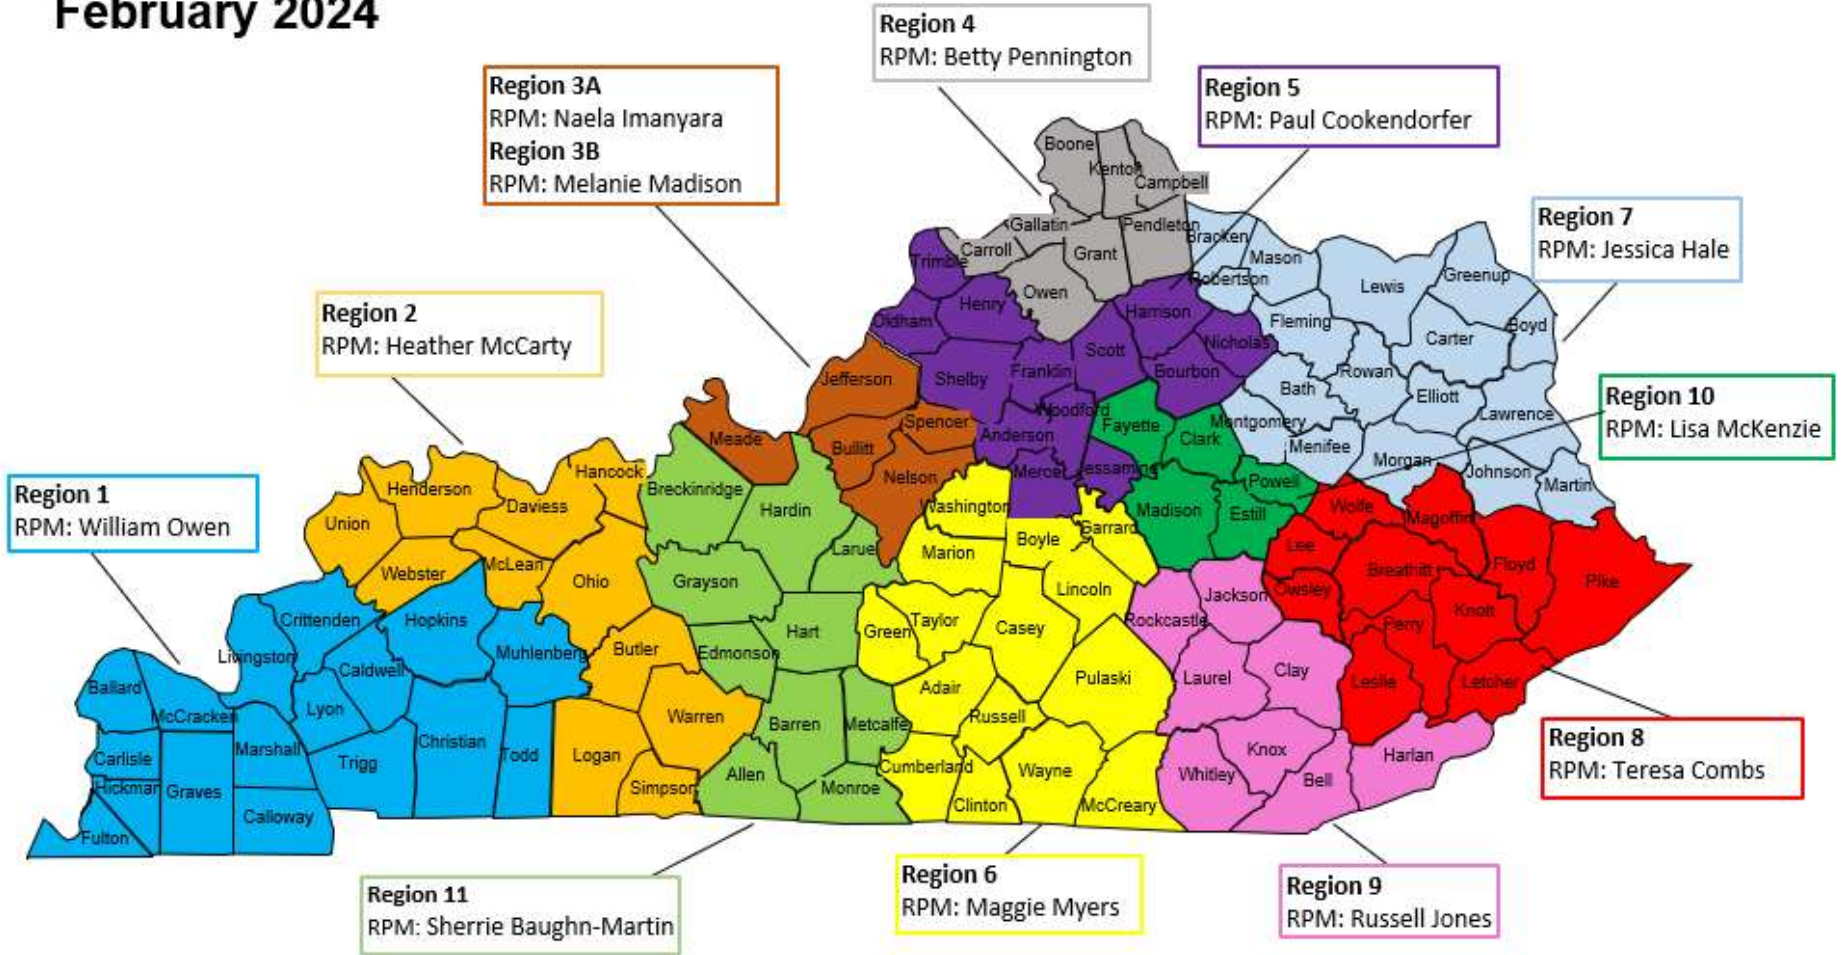 February 2024
Region 4
RPM: Betty Pennington
Region 3A
RPM: Naela Imanyara
Region 3B
RPM: Melanie Madison
Region 5
RPM: Paul Cookendorfer
Region 7
RPM: Jessica Hale
Region 2
RPM: Heather McCarty
Region 10
RPM: Lisa McKenzie
Region 1
RPM: William Owen
Region 8
RPM: Teresa Combs
Region 11
RPM: Sherrie Baughn-Martin
Region 6
RPM: Maggie Myers
Region 9
RPM: Russell Jones
Boone
Kenton
Campbell
Gallatin
Pendleton
Carroll
Grant
Owen
Bracken
Mason
Robertson
Lewis
Greenup
Fleming
Carter
Boyd
Rowan
Bath
Elliott
Lawrence
Montgomery
Menifee
Morgan
Johnson
Martin
Trimble
Henry
Oldham
Harrison
Nicholas
Scott
Shelby
Franklin
Bourbon
Woodford
Anderson
Mercer
essamine
Fayette
Clark
Powell
Madison
Estill
Jefferson
Spencer
Bullitt
Meade
Nelson
Hancock
Henderson
Daviess
Union
McLean
Webster
Ohio
Butler
Warren
Logan
Simpson
Breckinridge
Hardin
Larue
Grayson
Hart
Edmonson
Barren
Metcalfe
Allen
Monroe
Washington
Marion
Boyle
Garrard
Lincoln
Taylor
Green
Casey
Adair
Pulaski
Russell
Cumberland
Wayne
Clinton
McCreary
Wolfe
Magoffin
Lee
Breathitt
Floyd
Pike
Owsley
Knott
Perry
Leslie
Letcher
Jackson
Rockcastle
Laurel
Clay
Knox
Harlan
Whitley
Bell
Crittenden
Hopkins
Livingston
Caldwell
Muhlenberg
Ballard
McCracken
Lyon
Marshall
Christian
Todd
Carlisle
Trigg
Hickman
Graves
Calloway
Fulton